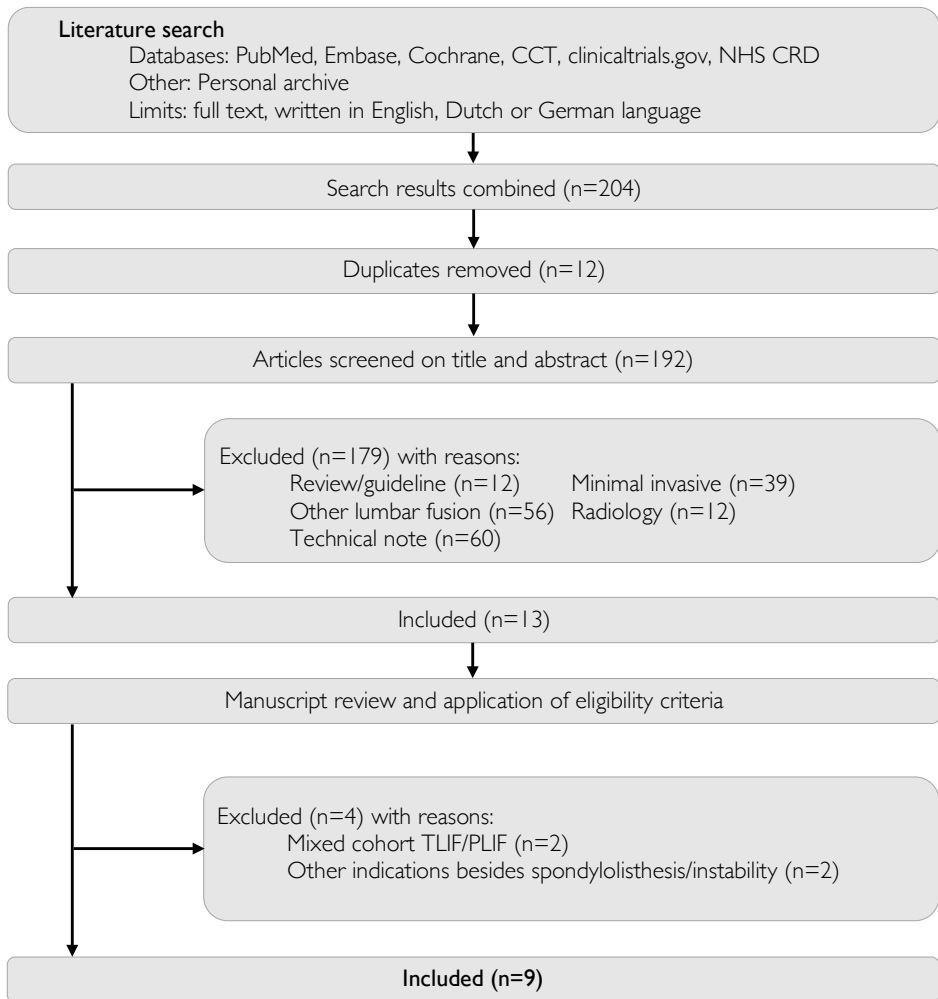 Literature search
Databases: PubMed, Embase, Cochrane, CCT, clinicaltrials.gov, NHS CRD
Other: Personal archive
Limits: full text, written in English, Dutch or German language
Search results combined (n=204)
Duplicates removed (n=12)
Articles screened on title and abstract (n=192)
Excluded (n=179) with reasons:
Review/guideline (n=12) Minimal invasive (n=39)
Other lumbar fusion (n=56) Radiology (n=12)
Technical note (n=60)
Included (n=13)
Manuscript review and application of eligibility criteria
Excluded (n=4) with reasons:
Mixed cohort TLIF/PLIF (n=2)
Other indications besides spondylolisthesis/instability (n=2)
Included (n=9)